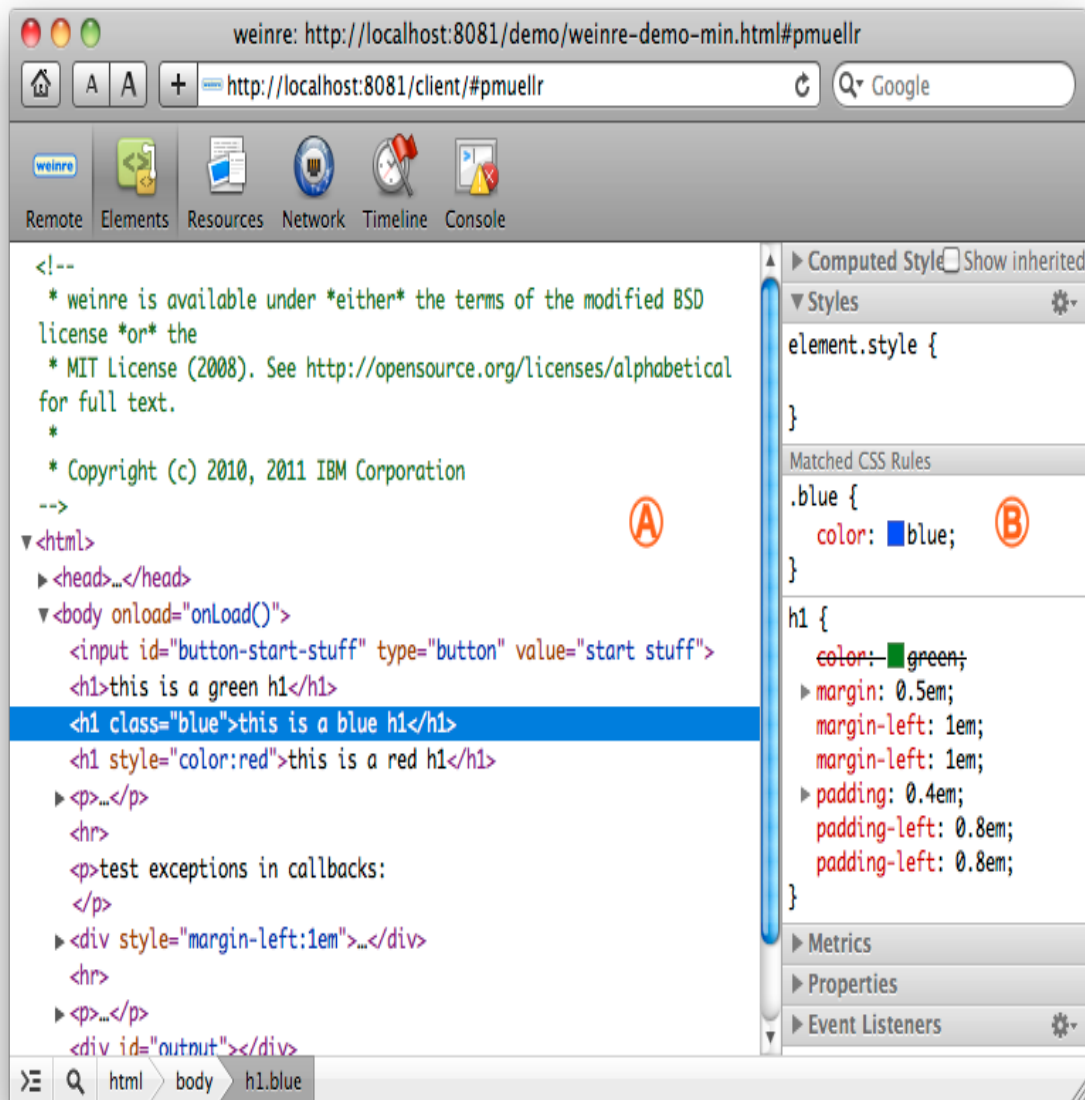 weinre: http://localhost:8081/demo/weinre-demo-min.html#pmuellr
A A + http://localhost:8081/client/#pmuellr Google
weinre
Remote Elements Resources Network Timeline Console
<!--
* weinre is available under *either* the terms of the modified BSD
license *or* the
* MIT License (2008). See http://opensource.org/licenses/alphabetical
for full text.
*
* Copyright (c) 2010, 2011 IBM Corporation
-->
▼<html>
▶<head>…</head>
▼<body onload="onLoad()">
<input id="button-start-stuff" type="button" value="start stuff">
<h1>this is a green h1</h1>
<h1 class="blue">this is a blue h1</h1>
<h1 style="color:red">this is a red h1</h1>
▶<p>…</p>
<hr>
<p>test exceptions in callbacks:
</p>
▶<div style="margin-left:1em">…</div>
<hr>
▶<p>…</p>
<div id="output"></div>
A
▶Computed Style Show inherited
▼Styles
element.style {
}
Matched CSS Rules
.blue {
color: blue;
}
B
h1 {
color: green;
▶margin: 0.5em;
margin-left: 1em;
margin-left: 1em;
▶padding: 0.4em;
padding-left: 0.8em;
padding-left: 0.8em;
}
▶Metrics
▶Properties
▶Event Listeners
html body h1.blue